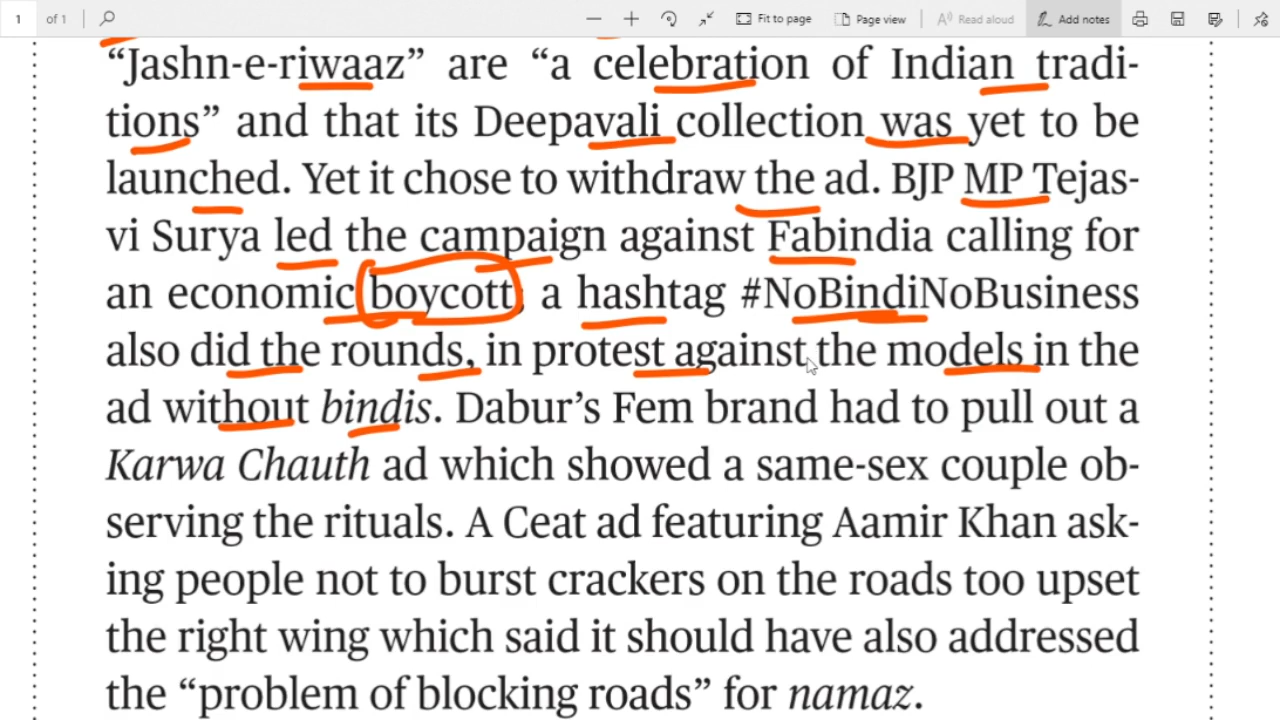 1 of 1 Fit to page Page view Read aloud Add notes
“Jashn-e-riwaaz” are “a celebration of Indian tradi-
tions” and that its Deepavali collection was yet to be
launched. Yet it chose to withdraw the ad. BJP MP Tejas-
vi Surya led the campaign against Fabindia calling for
an economic boycott; a hashtag #NoBindiNoBusiness
also did the rounds, in protest against the models in the
ad without bindis. Dabur’s Fem brand had to pull out a
Karwa Chauth ad which showed a same-sex couple ob-
serving the rituals. A Ceat ad featuring Aamir Khan ask-
ing people not to burst crackers on the roads too upset
the right wing which said it should have also addressed
the “problem of blocking roads” for namaz.